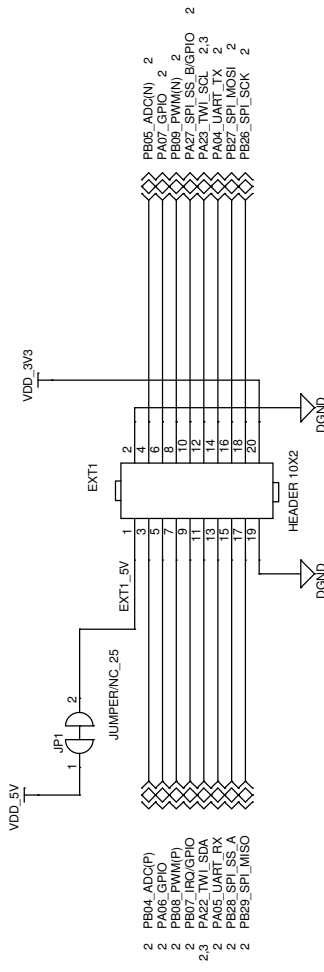 VDD_5V
JP1
1
2
JUMPER/NC_25
EXT1_5V
VDD_3V3
EXT1
1 2
3 4
5 6
7 8
9 10
11 12
13 14
15 16
17 18
19 20
HEADER 10X2
DGND
DGND
2 PB04_ADC(P)
2 PA06_GPIO
2 PB08_PWM(P)
2 PB07_IRQ/GPIO
2,3 PA22_TWI_SDA
2 PA05_UART_RX
2 PB28_SPI_SS_A
2 PB29_SPI_MISO
PB05_ADC(N) 2
PA07_GPIO 2
PB09_PWM(N) 2
PA27_SPI_SS_B/GPIO 2
PA23_TWI_SCL 2,3
PA04_UART_TX 2
PB27_SPI_MOSI 2
PB26_SPI_SCK 2